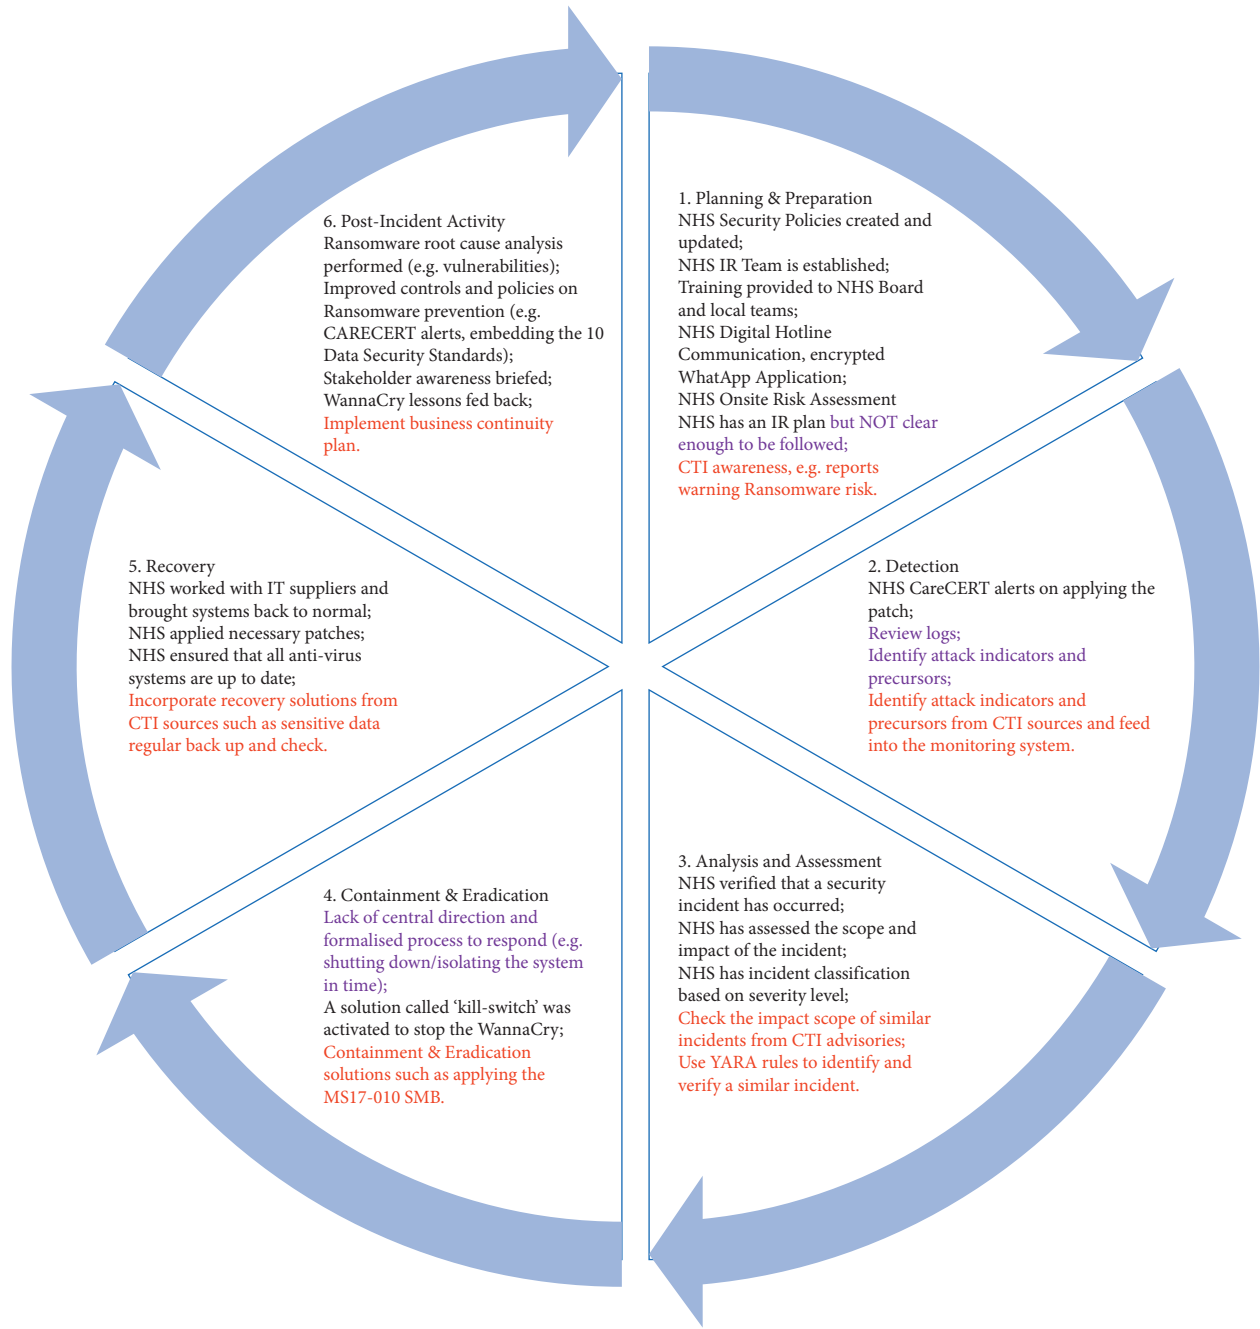 1. Planning & Preparation
NHS Security Policies created and
updated;
NHS IR Team is established;
Training provided to NHS Board
and local teams;
NHS Digital Hotline
Communication, encrypted
WhatApp Application;
NHS Onsite Risk Assessment
NHS has an IR plan but NOT clear
enough to be followed;
CTI awareness, e.g. reports
warning Ransomware risk.
2. Detection
NHS CareCERT alerts on applying the
patch;
Review logs;
Identify attack indicators and
precursors;
Identify attack indicators and
precursors from CTI sources and feed
into the monitoring system.
3. Analysis and Assessment
NHS verified that a security
incident has occurred;
NHS has assessed the scope and
impact of the incident;
NHS has incident classification
based on severity level;
Check the impact scope of similar
incidents from CTI advisories;
Use YARA rules to identify and
verify a similar incident.
4. Containment & Eradication
Lack of central direction and
formalised process to respond (e.g.
shutting down/isolating the system
in time);
A solution called ‘kill-switch’ was
activated to stop the WannaCry;
Containment & Eradication
solutions such as applying the
MS17-010 SMB.
5. Recovery
NHS worked with IT suppliers and
brought systems back to normal;
NHS applied necessary patches;
NHS ensured that all anti-virus
systems are up to date;
Incorporate recovery solutions from
CTI sources such as sensitive data
regular back up and check.
6. Post-Incident Activity
Ransomware root cause analysis
performed (e.g. vulnerabilities);
Improved controls and policies on
Ransomware prevention (e.g.
CARECERT alerts, embedding the 10
Data Security Standards);
Stakeholder awareness briefed;
WannaCry lessons fed back;
Implement business continuity
plan.